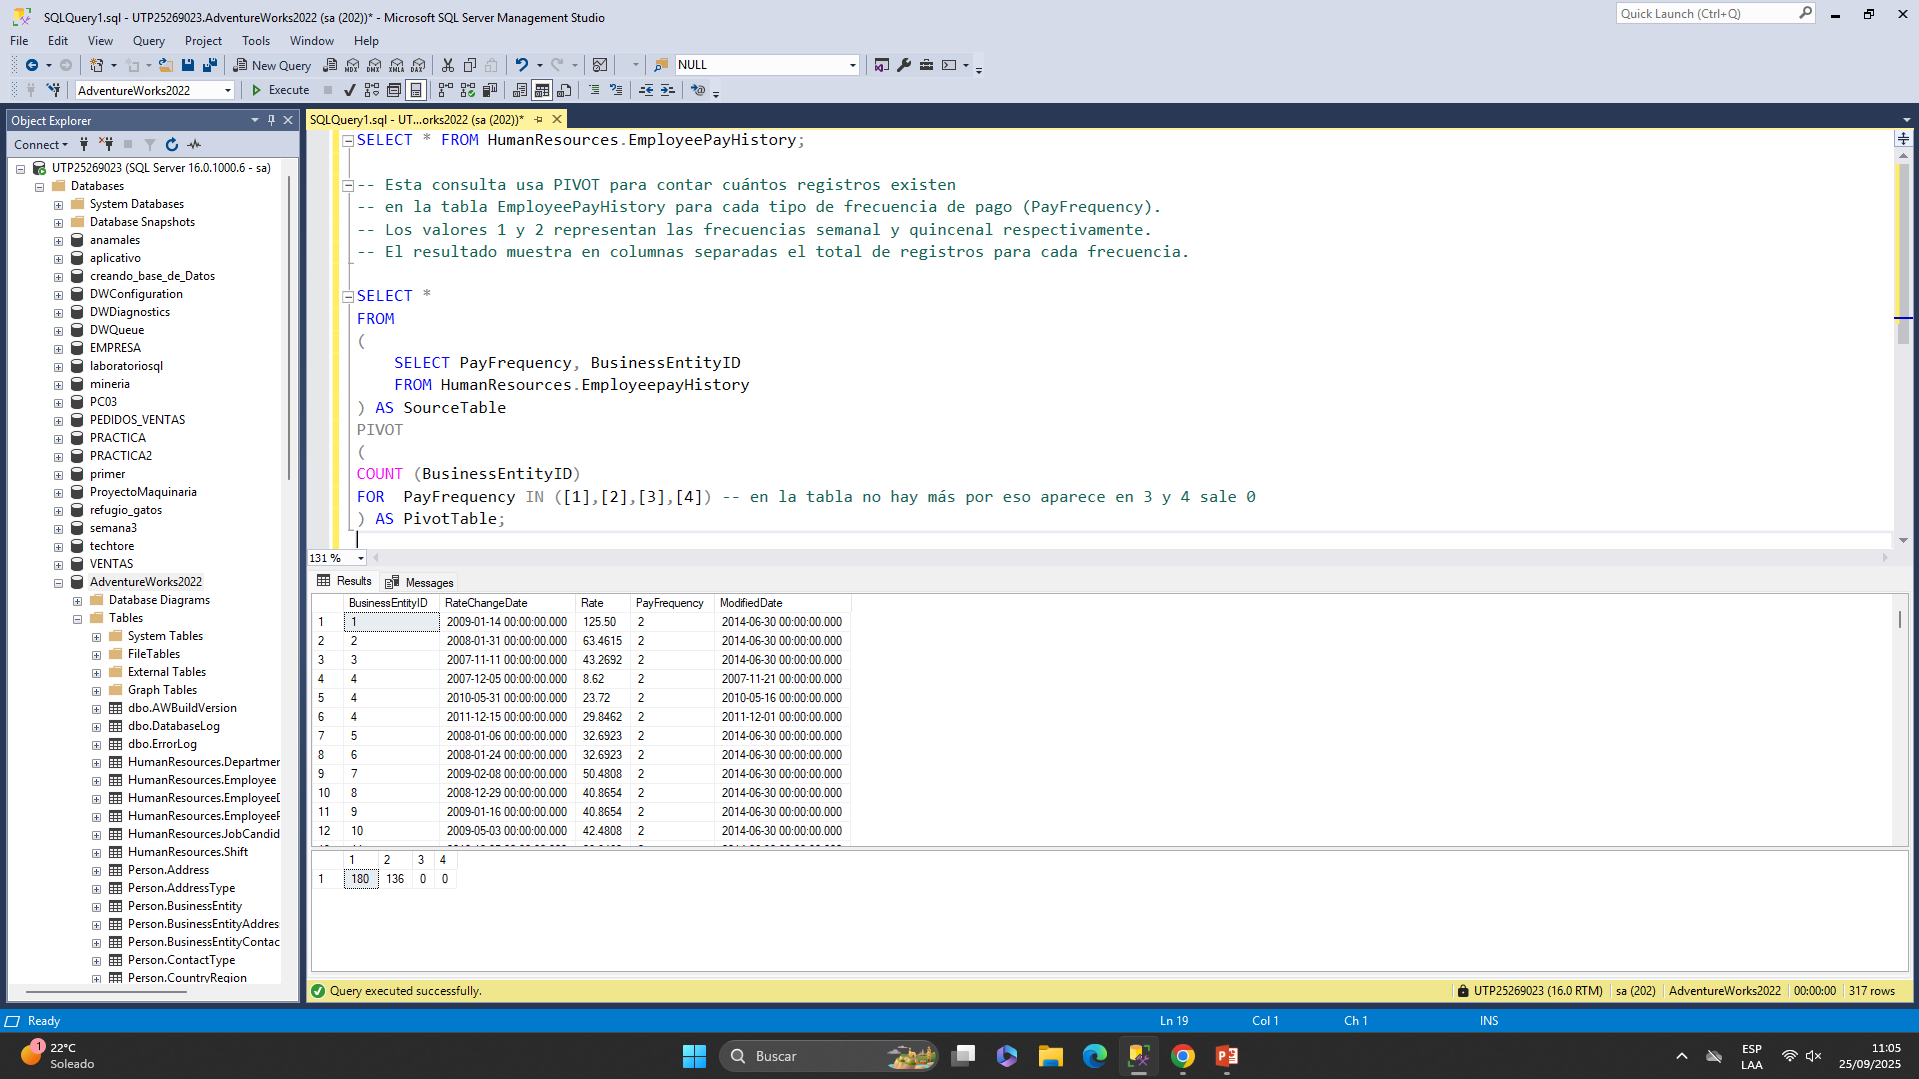 SQLQuery1.sql - UTP25269023.AdventureWorks2022 (sa (202))* - Microsoft SQL Server Management Studio
Quick Launch (Ctrl+Q)
File Edit View Query Project Tools Window Help
New Query
NULL
AdventureWorks2022
Execute
Object Explorer
Connect
UTP25269023 (SQL Server 16.0.1000.6 - sa)
Databases
System Databases
Database Snapshots
anamales
aplicativo
creando_base_de_Datos
DWConfiguration
DWDiagnostics
DWQueue
EMPRESA
laboratoriosql
mineria
PC03
PEDIDOS_VENTAS
PRACTICA
PRACTICA2
primer
ProyectoMaquinaria
refugio_gatos
semana3
techtore
VENTAS
AdventureWorks2022
Database Diagrams
Tables
System Tables
FileTables
External Tables
Graph Tables
dbo.AWBuildVersion
dbo.DatabaseLog
dbo.ErrorLog
HumanResources.Departmer
HumanResources.Employee
HumanResources.EmployeeD
HumanResources.EmployeeP
HumanResources.JobCandid
HumanResources.Shift
Person.Address
Person.AddressType
Person.BusinessEntity
Person.BusinessEntityAddres
Person.BusinessEntityContac
Person.ContactType
Person.CountryRegion
SQLQuery1.sql - UT...orks2022 (sa (202))*
SELECT * FROM HumanResources.EmployeePayHistory;
-- Esta consulta usa PIVOT para contar cuántos registros existen
-- en la tabla EmployeePayHistory para cada tipo de frecuencia de pago (PayFrequency).
-- Los valores 1 y 2 representan las frecuencias semanal y quincenal respectivamente.
-- El resultado muestra en columnas separadas el total de registros para cada frecuencia.
SELECT *
FROM
(
SELECT PayFrequency, BusinessEntityID
FROM HumanResources.EmployeepayHistory
) AS SourceTable
PIVOT
(
COUNT (BusinessEntityID)
FOR PayFrequency IN ([1],[2],[3],[4]) -- en la tabla no hay más por eso aparece en 3 y 4 sale 0
) AS PivotTable;
131 %
Results Messages
BusinessEntityID RateChangeDate Rate PayFrequency ModifiedDate
1 1 2009-01-14 00:00:00.000 125.50 2 2014-06-30 00:00:00.000
2 2 2008-01-31 00:00:00.000 63.4615 2 2014-06-30 00:00:00.000
3 3 2007-11-11 00:00:00.000 43.2692 2 2014-06-30 00:00:00.000
4 4 2007-12-05 00:00:00.000 8.62 2 2007-11-21 00:00:00.000
5 4 2010-05-31 00:00:00.000 23.72 2 2010-05-16 00:00:00.000
6 4 2011-12-15 00:00:00.000 29.8462 2 2011-12-01 00:00:00.000
7 5 2008-01-06 00:00:00.000 32.6923 2 2014-06-30 00:00:00.000
8 6 2008-01-24 00:00:00.000 32.6923 2 2014-06-30 00:00:00.000
9 7 2009-02-08 00:00:00.000 50.4808 2 2014-06-30 00:00:00.000
10 8 2008-12-29 00:00:00.000 40.8654 2 2014-06-30 00:00:00.000
11 9 2009-01-16 00:00:00.000 40.8654 2 2014-06-30 00:00:00.000
12 10 2009-05-03 00:00:00.000 42.4808 2 2014-06-30 00:00:00.000
1 2 3 4
1 180 136 0 0
Query executed successfully.
UTP25269023 (16.0 RTM) sa (202) AdventureWorks2022 00:00:00 317 rows
Ready
Ln 19 Col 1 Ch 1 INS
1
22°C
Soleado
Buscar
ESP
LAA
11:05
25/09/2025